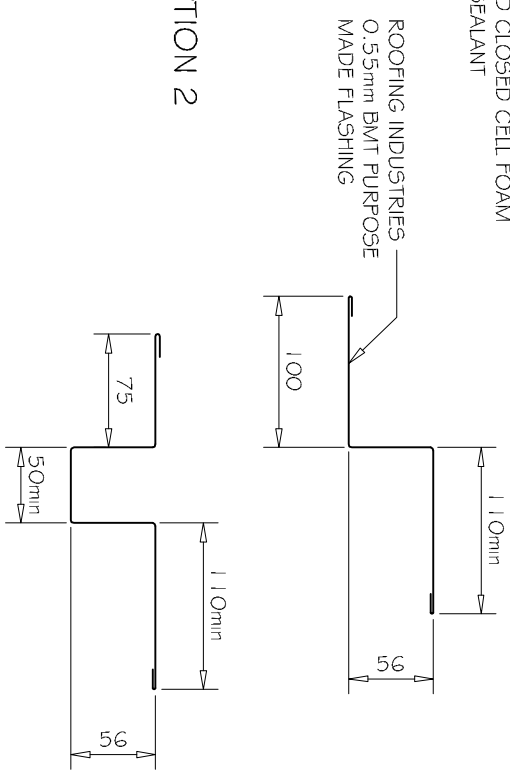 CLOSED CELL FOAM
SEALANT
ROOFING INDUSTRIES
0.55mm BMT PURPOSE
MADE FLASHING
100
110min
56
TION 2
75
50min
110min
56